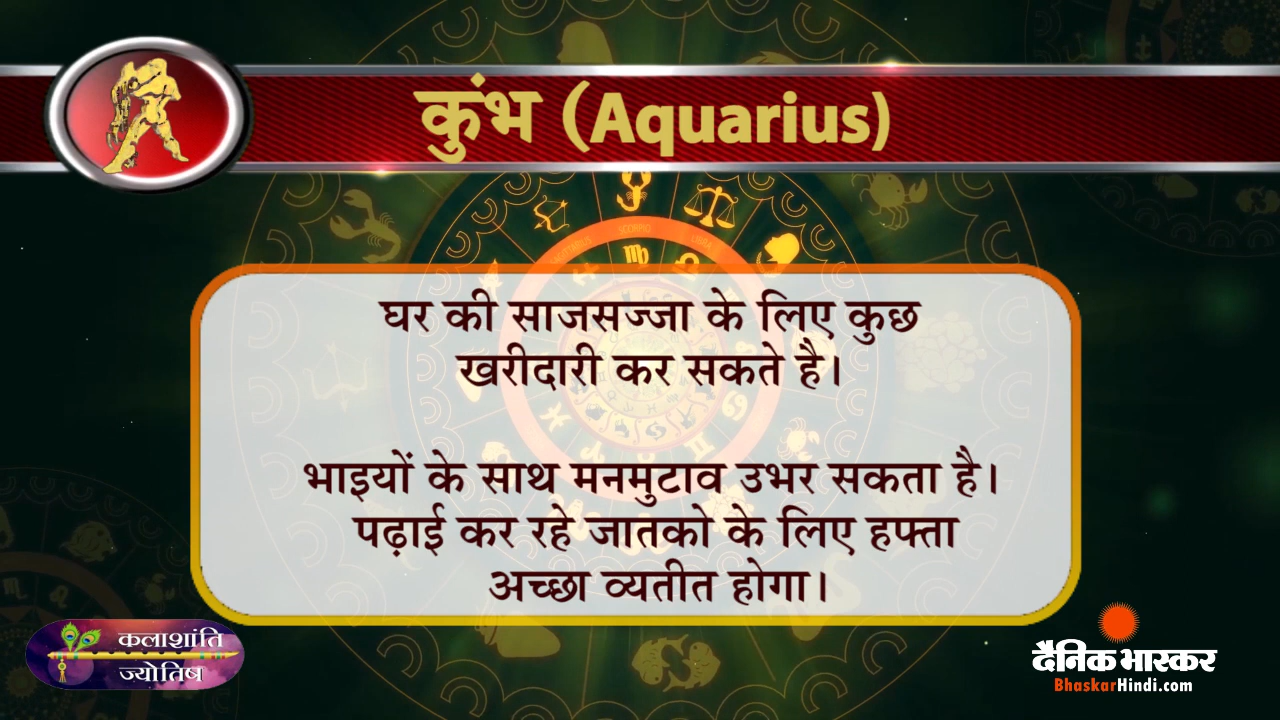 कुंभ (Aquarius)
SCORPIO
घर की साजसज्जा के लिए कुछ
खरीदारी कर सकते है।
भाइयों के साथ मनमुटाव उभर सकता है।
पढ़ाई कर रहे जातको के लिए हफ्ता
अच्छा व्यतीत होगा।
कलाशांति
ज्योतिष
दैनिक भास्कर
BhaskarHindi.com